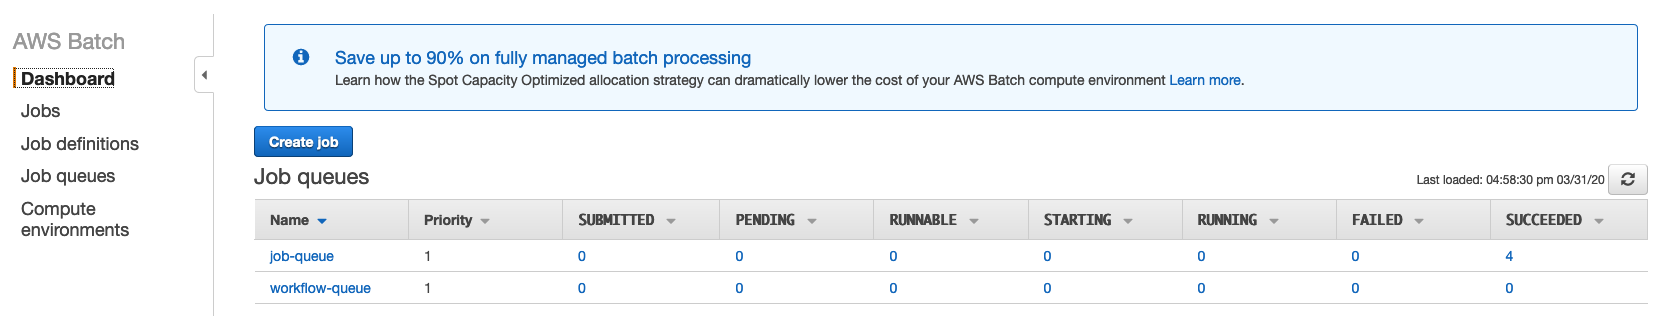 AWS Batch
Dashboard
Jobs
Job definitions
Job queues
Compute
environments
Save up to 90% on fully managed batch processing
Learn how the Spot Capacity Optimized allocation strategy can dramatically lower the cost of your AWS Batch compute environment Learn more.
Create job
Job queues
Last loaded: 04:58:30 pm 03/31/20
Name Priority SUBMITTED PENDING RUNNABLE STARTING RUNNING FAILED SUCCEEDED
job-queue 1 0 0 0 0 0 0 4
workflow-queue 1 0 0 0 0 0 0 0